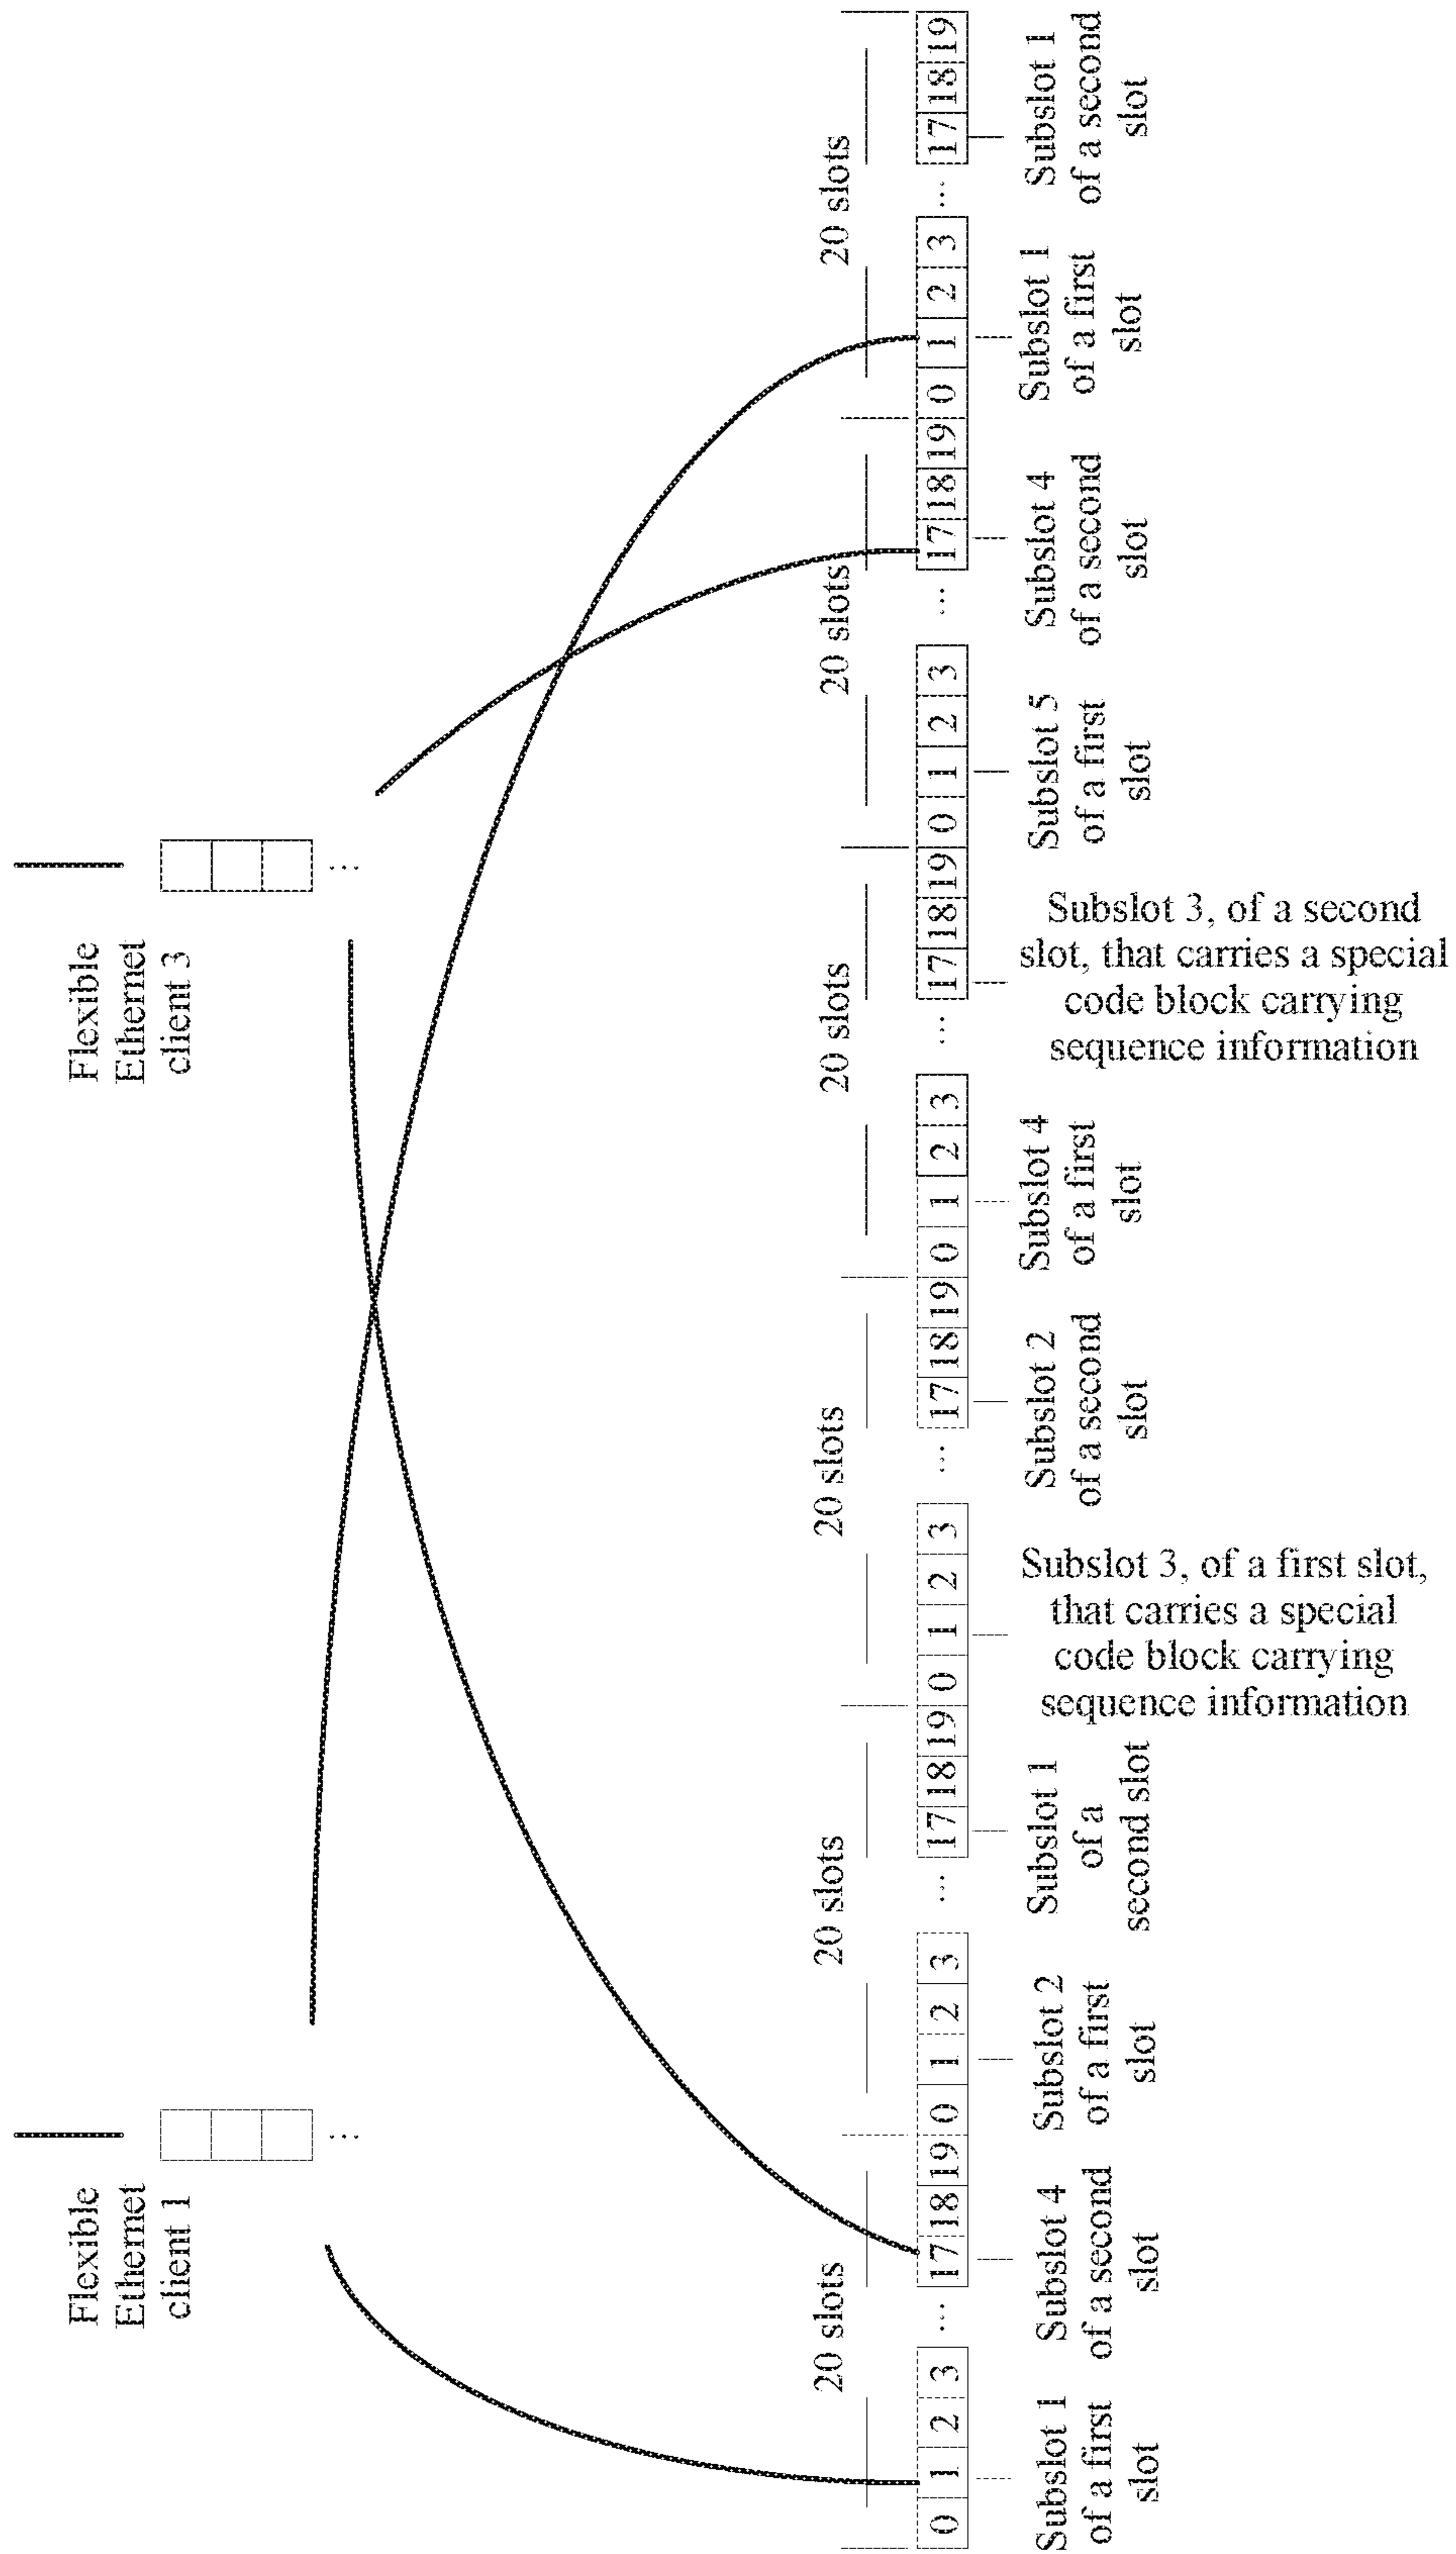 Flexible
Ethernet
client 1
...
Flexible
Ethernet
client 3
...
20 slots
20 slots
20 slots
20 slots
20 slots
20 slots
0 1 2 3 ... 17 18 19 0 1 2 3 ... 17 18 19 0 1 2 3 ... 17 18 19 0 1 2 3 ... 17 18 19 0 1 2 3 ... 17 18 19 0 1 2 3 ... 17 18 19
Subslot 1
of a first
slot
Subslot 4
of a second
slot
Subslot 2
of a first
slot
Subslot 1
of a
second slot
Subslot 3, of a first slot,
that carries a special
code block carrying
sequence information
Subslot 2
of a second
slot
Subslot 4
of a first
slot
Subslot 3, of a second
slot, that carries a special
code block carrying
sequence information
Subslot 5
of a first
slot
Subslot 4
of a second
slot
Subslot 1
of a first
slot
Subslot 1
of a second
slot